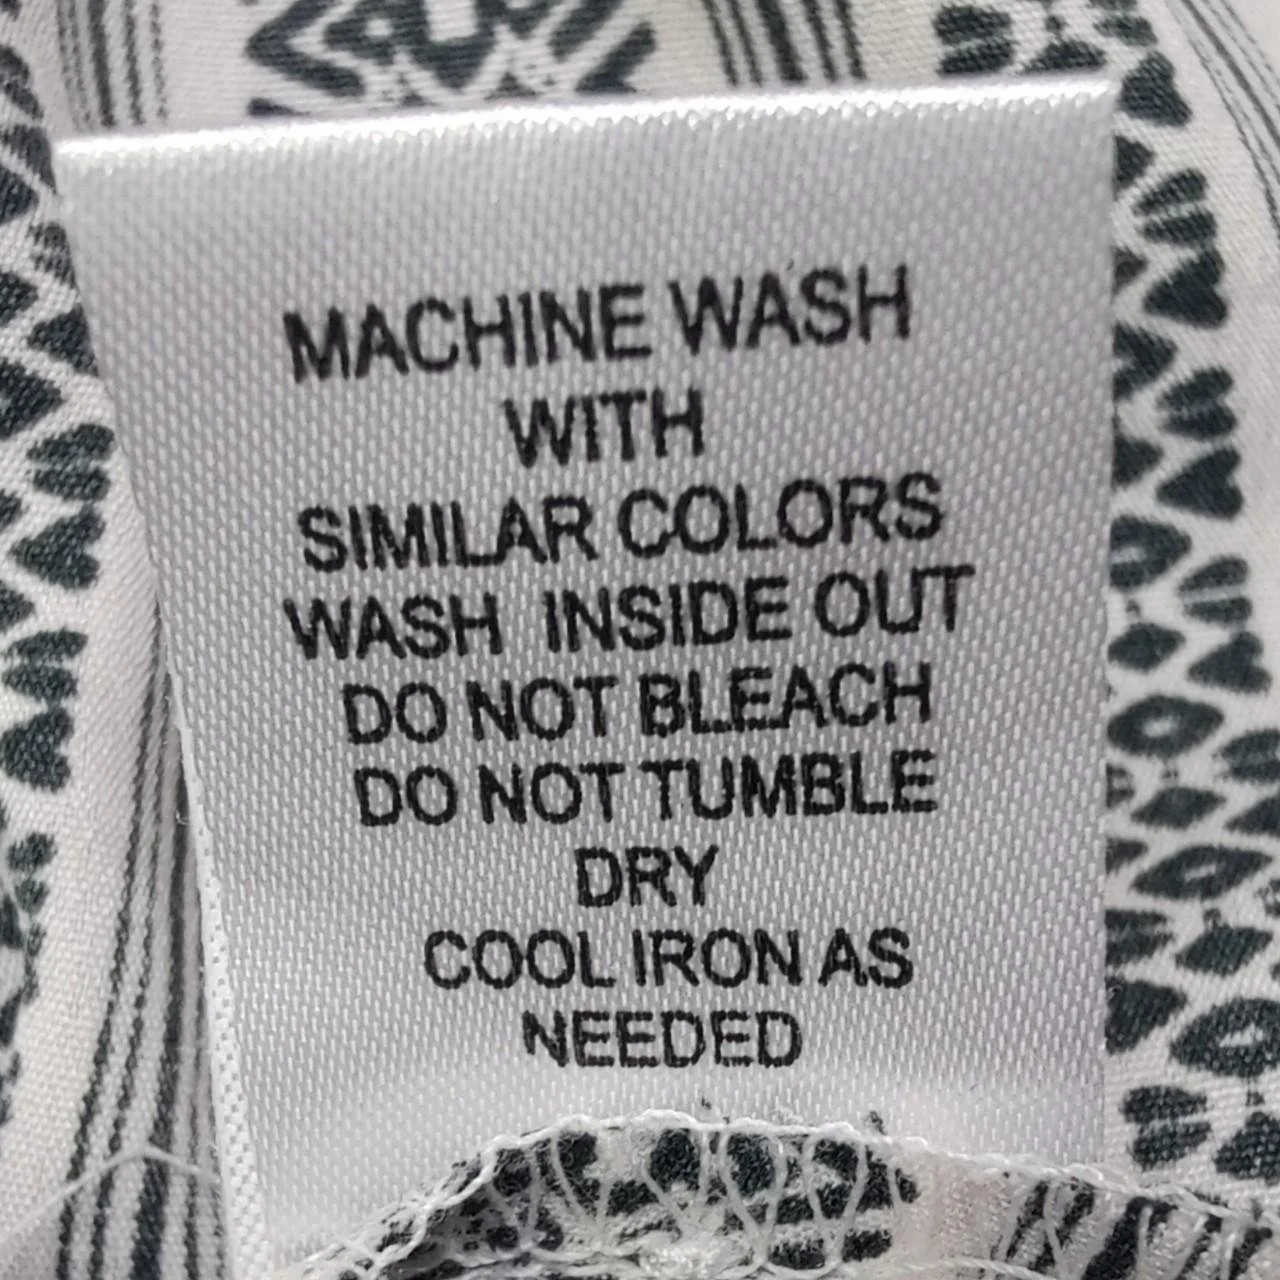 MACHINE WASH
WITH
SIMILAR COLORS
WASH INSIDE OUT
DO NOT BLEACH
DO NOT TUMBLE
DRY
COOL IRON AS
NEEDED